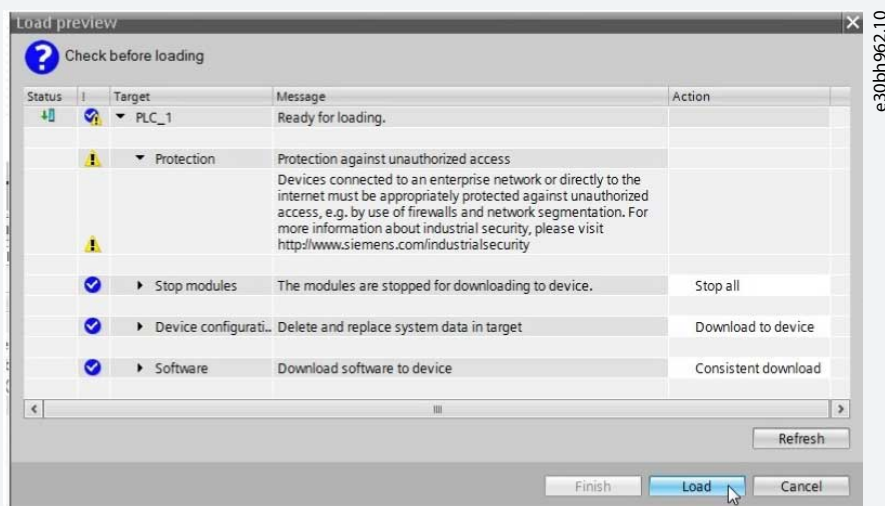 Load preview
Check before loading
Status ! Target Message Action
PLC_1 Ready for loading.
Protection Protection against unauthorized access
Devices connected to an enterprise network or directly to the
internet must be appropriately protected against unauthorized
access, e.g. by use of firewalls and network segmentation. For
more information about industrial security, please visit
http://www.siemens.com/industrialsecurity
Stop modules The modules are stopped for downloading to device. Stop all
Device configurati... Delete and replace system data in target Download to device
Software Download software to device Consistent download
Refresh
Finish Load Cancel
e30bh962.10